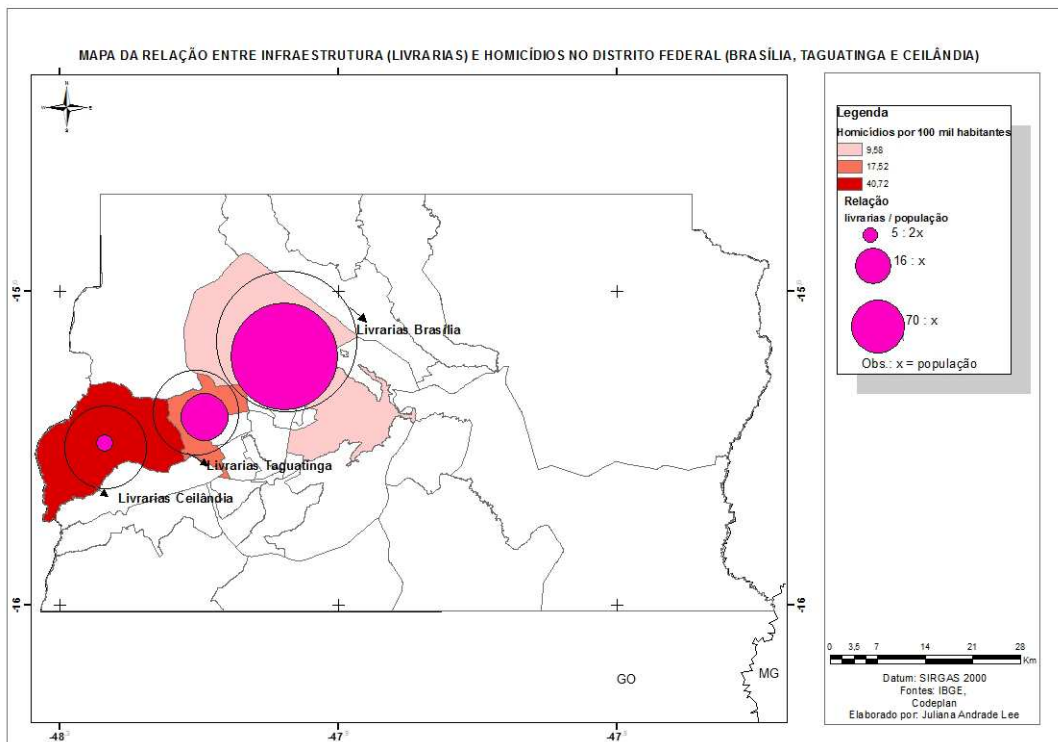 MAPA DA RELAÇÃO ENTRE INFRAESTRUTURA (LIVRARIAS) E HOMICÍDIOS NO DISTRITO FEDERAL (BRASÍLIA, TAGUATINGA E CEILÂNDIA)
N
W E
S
Legenda
Homicídios por 100 mil habitantes
9,58
17,52
40,72
Relação
livrarias / população
5 : 2x
16 : x
70 : x
Obs.: x = população
-15
-15
Livrarias Brasília
Livrarias Taguatinga
Livrarias Ceilândia
-16
-16
GO
MG
-48
-47
-47
0 3,5 7 14 21 28
Km
Datum: SIRGAS 2000
Fontes: IBGE,
Codeplan
Elaborado por: Juliana Andrade Lee